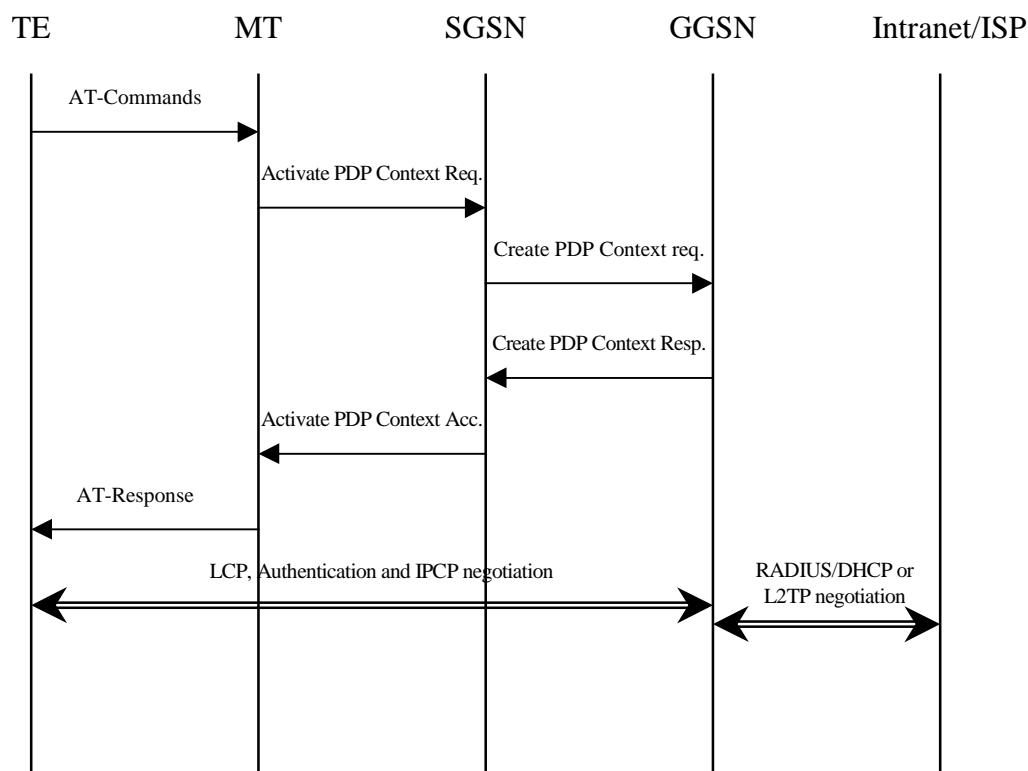 TE MT SGSN GGSN Intranet/ISP
AT-Commands
Activate PDP Context Req.
Create PDP Context req.
Create PDP Context Resp.
Activate PDP Context Acc.
AT-Response
LCP, Authentication and IPCP negotiation
RADIUS/DHCP or
L2TP negotiation